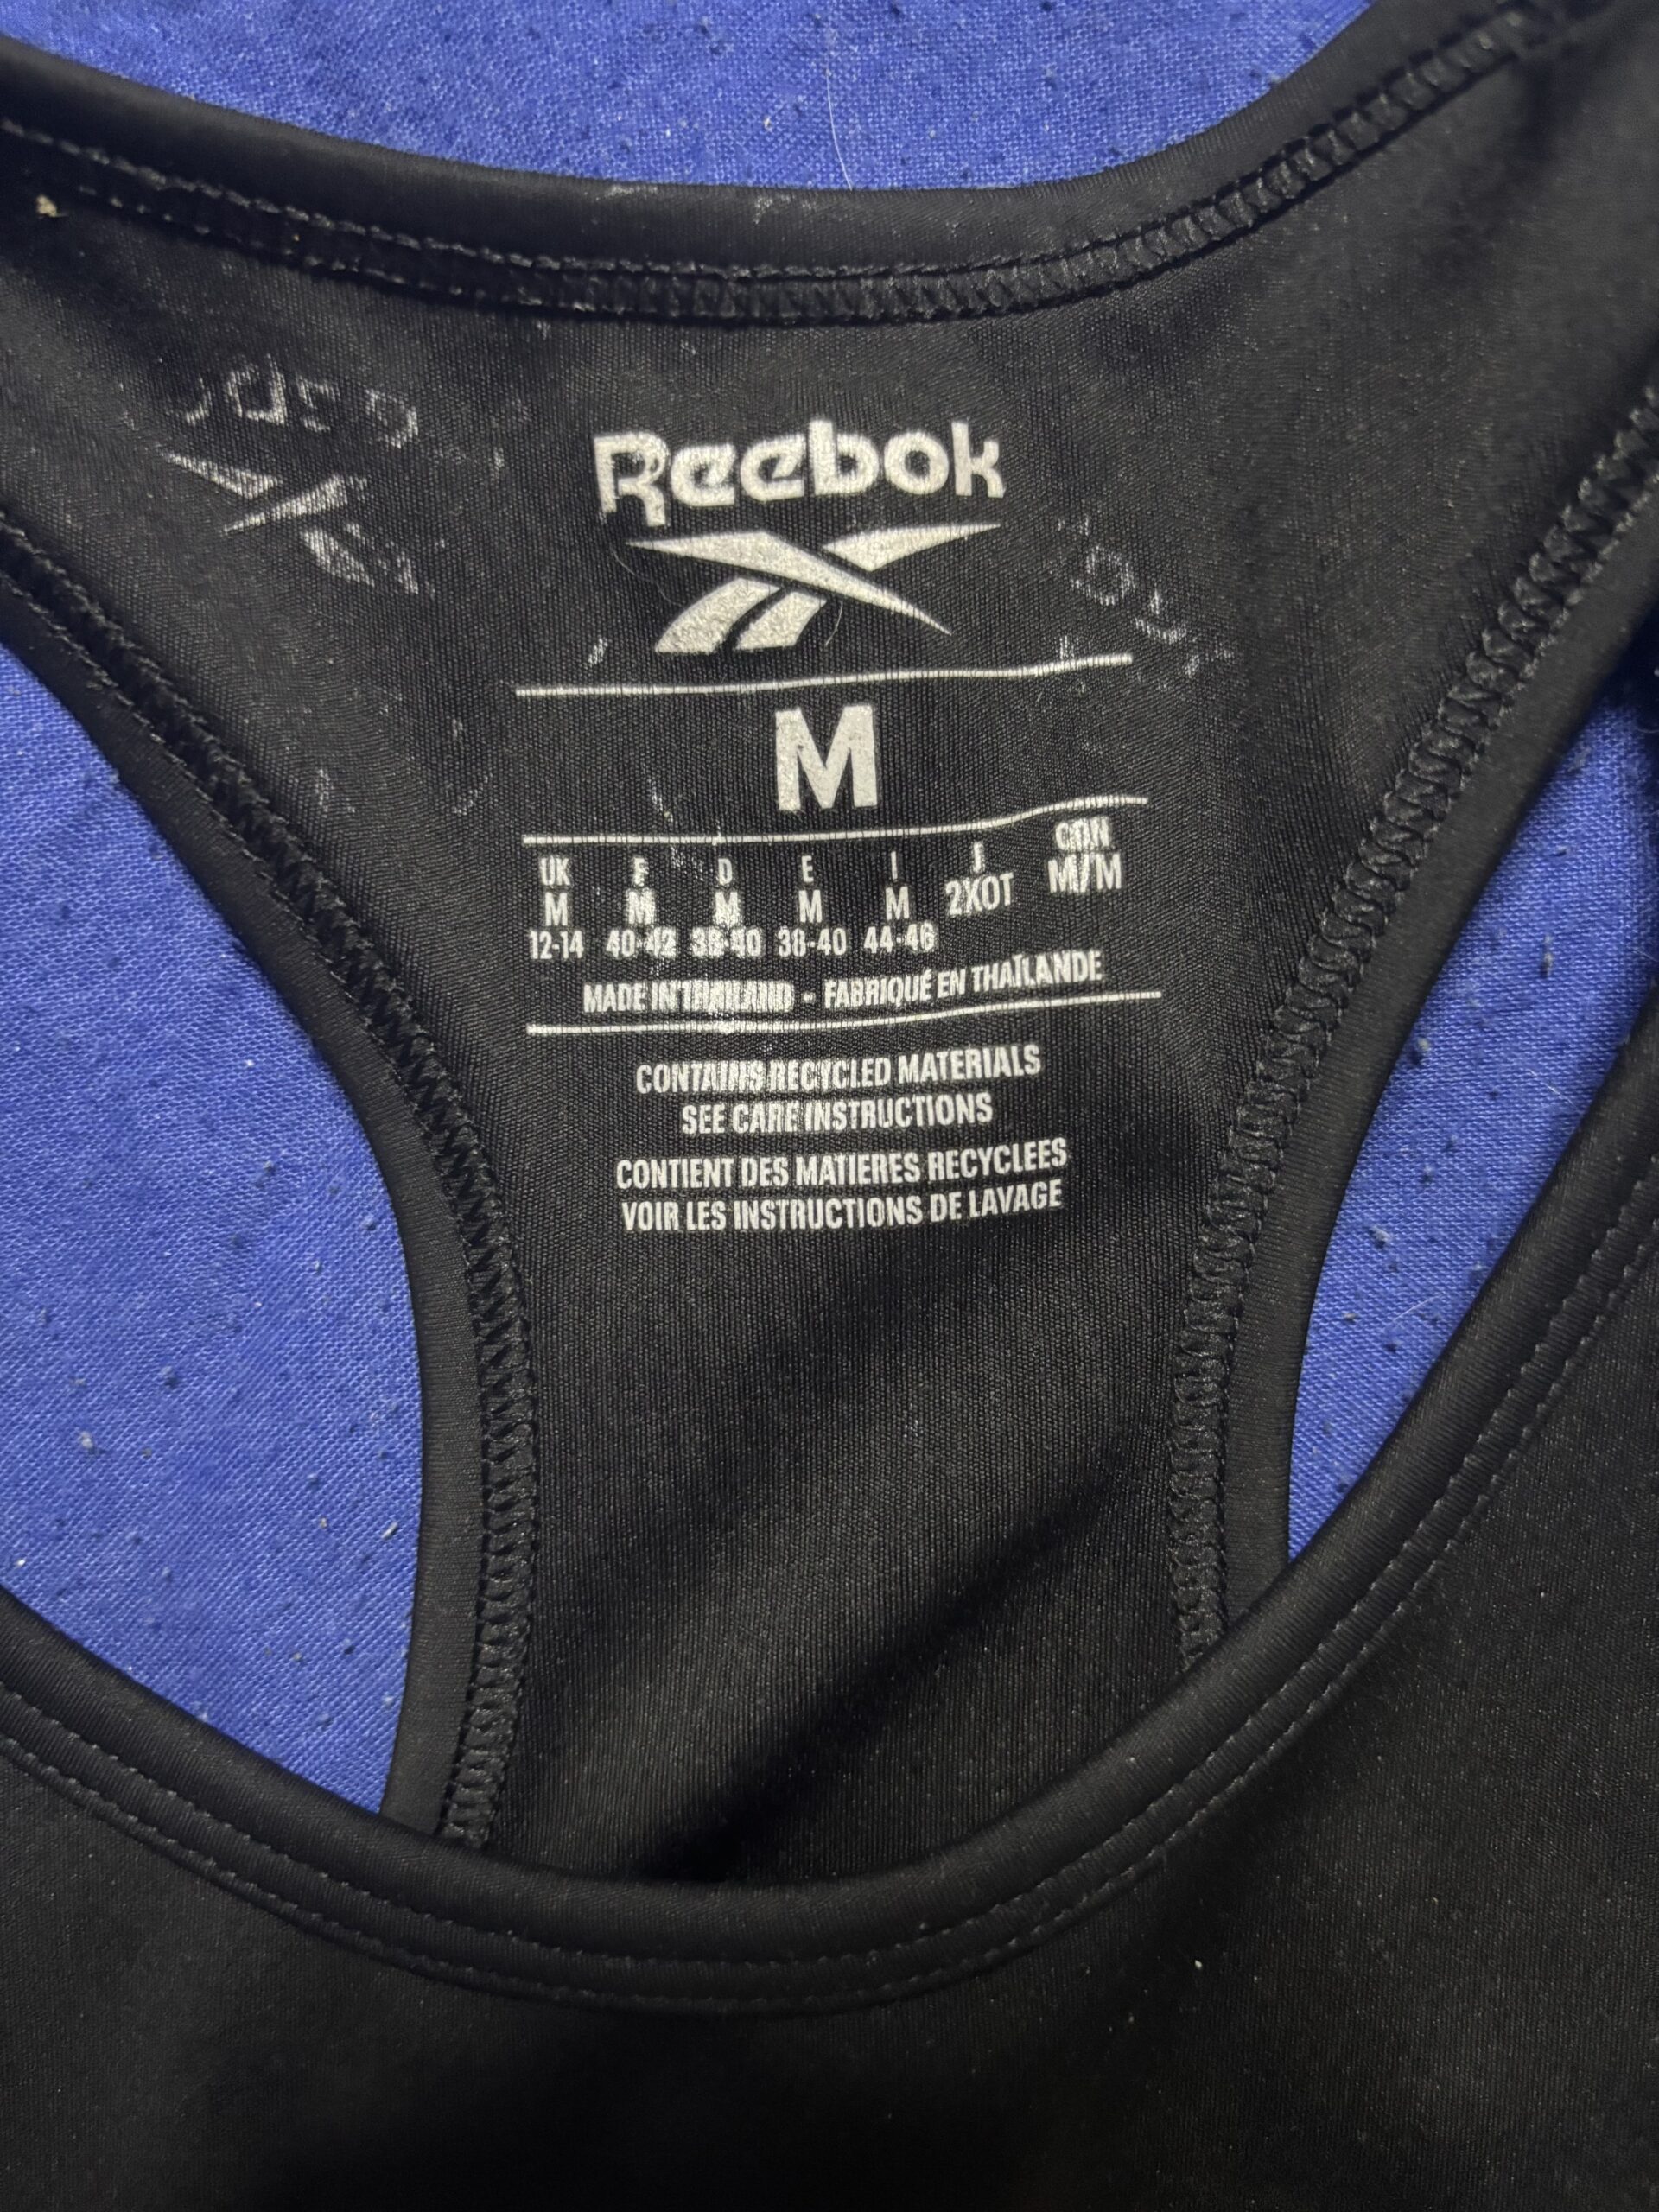 Reebok
M
UK F D E I J CDN
M M M M M 2XOT M/M
12-14 40-42 38-40 38-40 44-46
MADE IN THAILAND - FABRIQUÉ EN THAÏLANDE
CONTAINS RECYCLED MATERIALS
SEE CARE INSTRUCTIONS
CONTIENT DES MATIERES RECYCLEES
VOIR LES INSTRUCTIONS DE LAVAGE